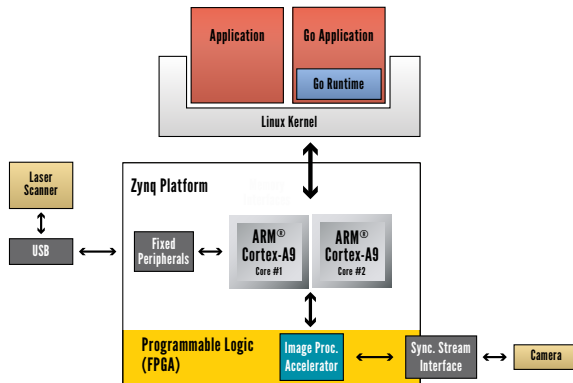 Application
Go Application
Go Runtime
Linux Kernel
Laser
Scanner
Zynq Platform
USB
Fixed
Peripherals
ARM®
Cortex-A9
Core #1
ARM®
Cortex-A9
Core #2
Programmable Logic
(FPGA)
Image Proc.
Accelerator
Sync. Stream
Interface
Camera